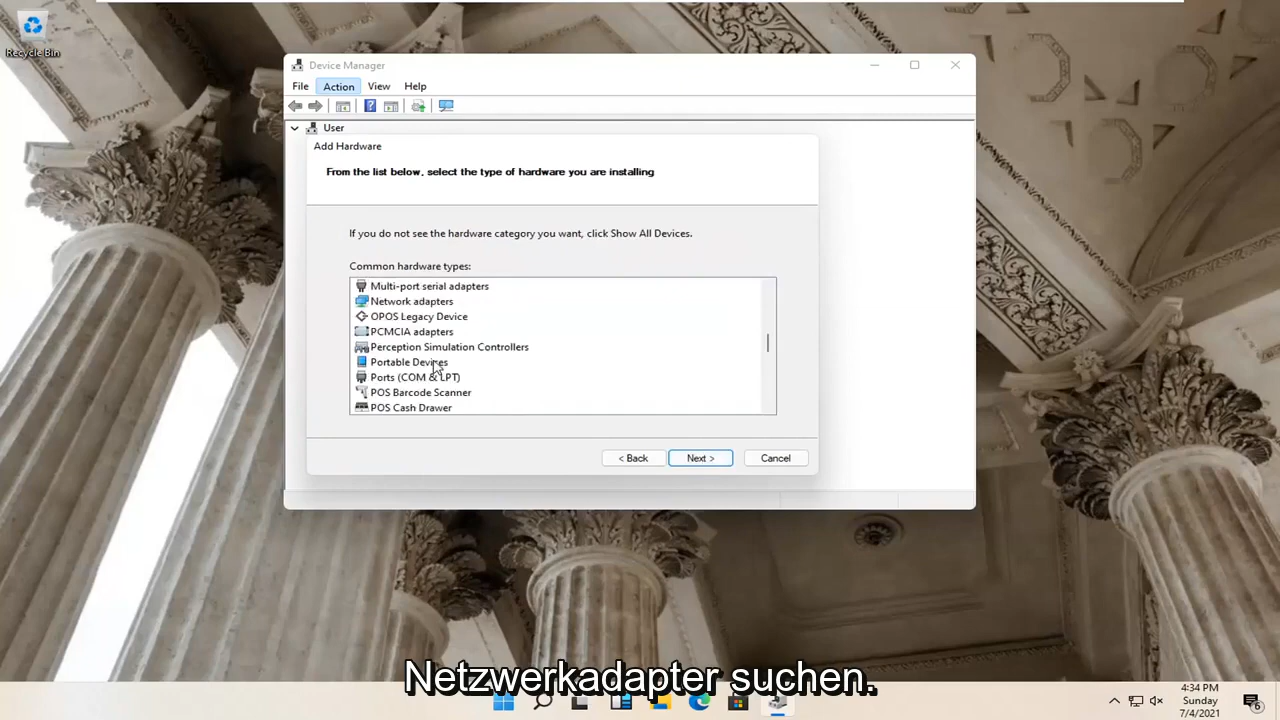 Recycle Bin
Device Manager
File Action View Help
User
Add Hardware
From the list below, select the type of hardware you are installing
If you do not see the hardware category you want, click Show All Devices.
Common hardware types:
Multi-port serial adapters
Network adapters
OPOS Legacy Device
PCMCIA adapters
Perception Simulation Controllers
Portable Devices
Ports (COM & LPT)
POS Barcode Scanner
POS Cash Drawer
< Back Next > Cancel
Netzwerkadapter suchen.
4:34 PM
Sunday
7/4/2021
6